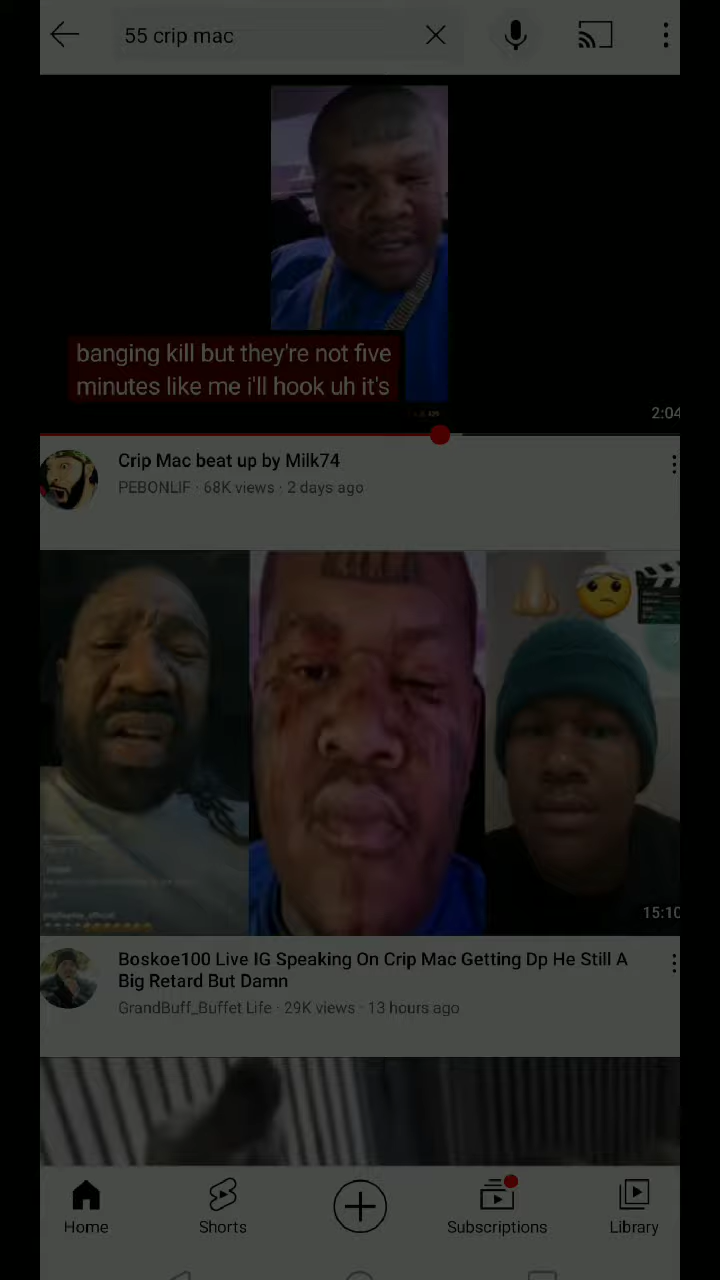 55 crip mac
banging kill but they're not five
minutes like me i'll hook uh it's
2:04
Crip Mac beat up by Milk74
PEBONLIF · 68K views · 2 days ago
15:10
Boskoe100 Live IG Speaking On Crip Mac Getting Dp He Still A
Big Retard But Damn
GrandBuff_Buffet Life · 29K views · 13 hours ago
Home
Shorts
Subscriptions
Library